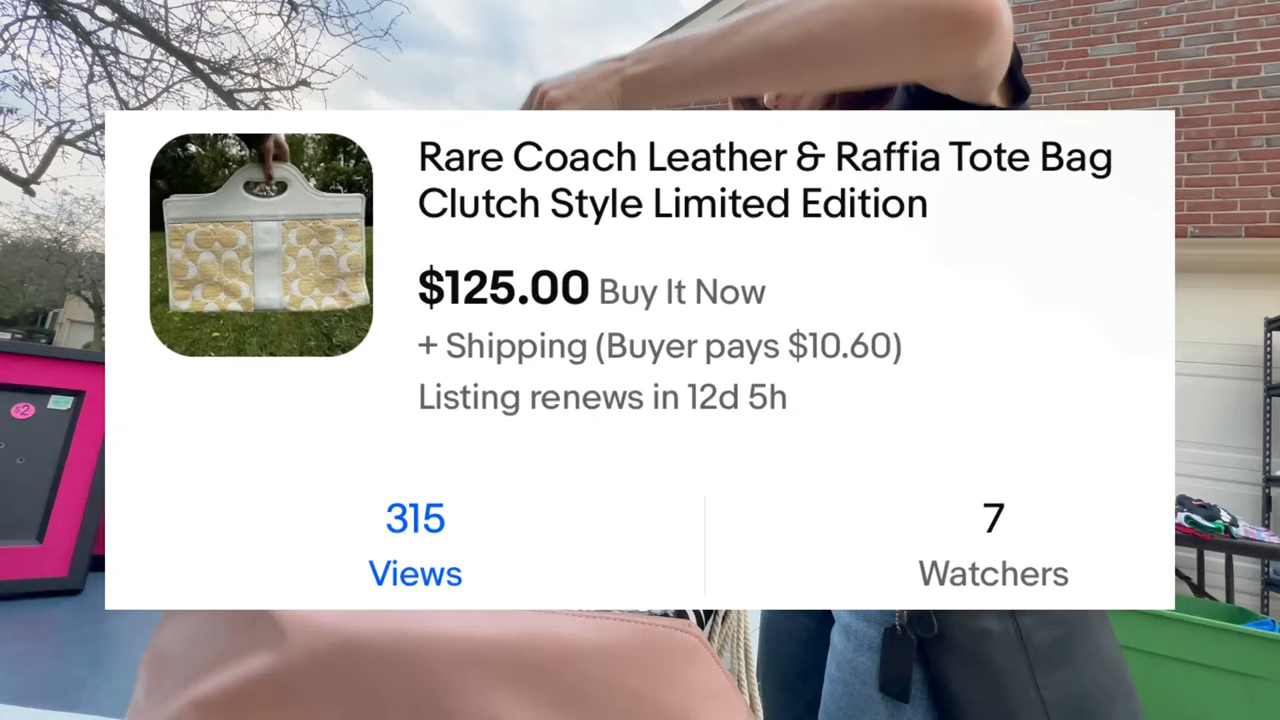 Rare Coach Leather & Raffia Tote Bag
Clutch Style Limited Edition
$125.00 Buy It Now
+ Shipping (Buyer pays $10.60)
Listing renews in 12d 5h
315
Views
7
Watchers
$2